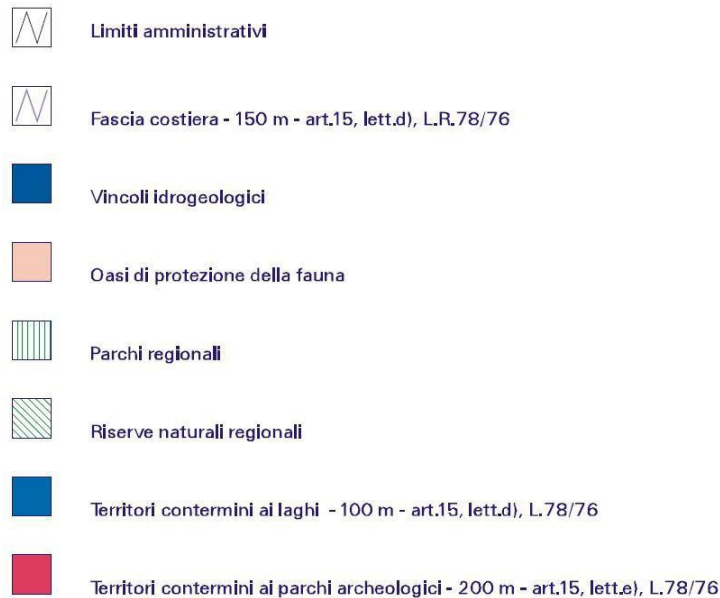 Limiti amministrativi
Fascia costiera - 150 m - art.15, lett.d), L.R.78/76
Vincoli idrogeologici
Oasi di protezione della fauna
Parchi regionali
Riserve naturali regionali
Territori contermini ai laghi - 100 m - art.15, lett.d), L.78/76
Territori contermini ai parchi archeologici - 200 m - art.15, lett.e), L.78/76